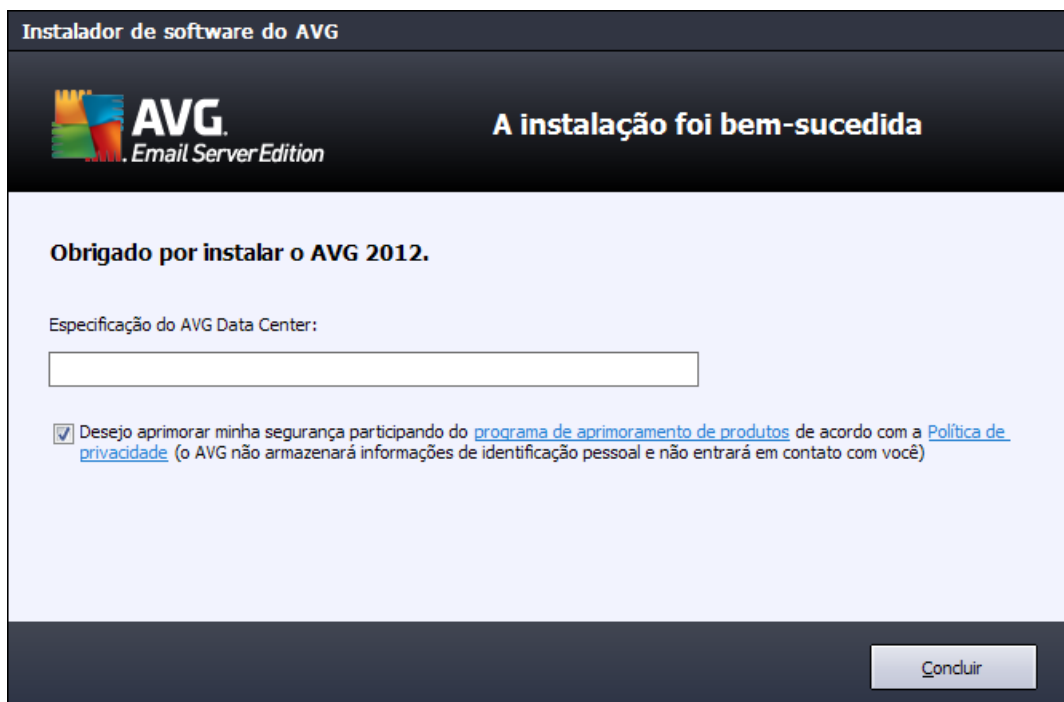 Instalador de software do AVG
AVG.
Email Server Edition
A instalação foi bem-sucedida
Obrigado por instalar o AVG 2012.
Especificação do AVG Data Center:
Desejo aprimorar minha segurança participando do programa de aprimoramento de produtos de acordo com a Política de
privacidade (o AVG não armazenará informações de identificação pessoal e não entrará em contato com você)
Concluir